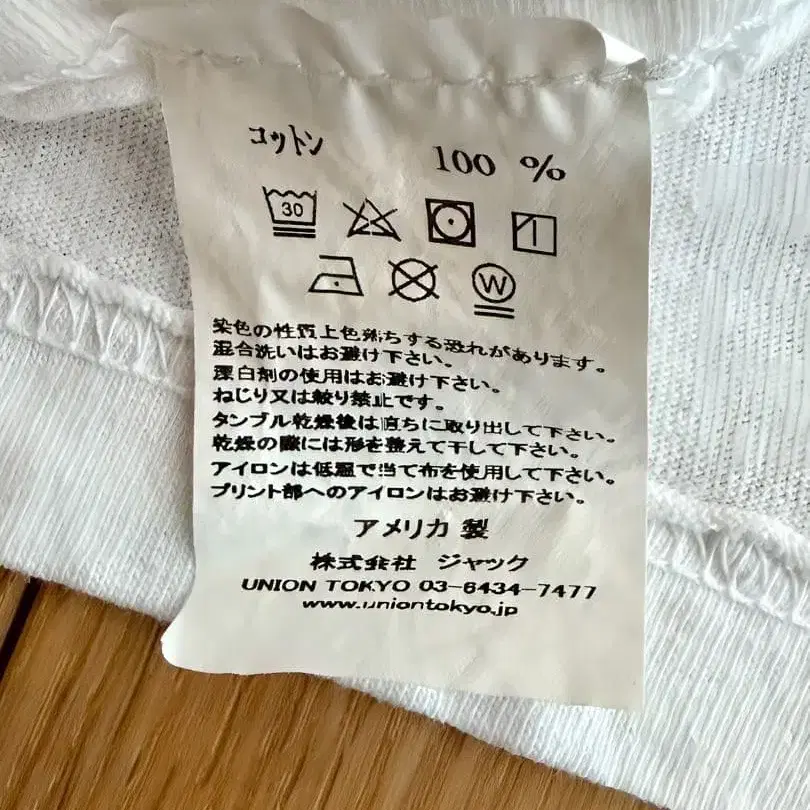 コットン 100 %
30
W
染色の性質上色落ちする恐れがあります。
混合洗いはお避け下さい。
漂白剤の使用はお避け下さい。
ねじり又は絞り禁止です。
タンブル乾燥後は直ちに取り出して下さい。
乾燥の際には形を整えて干して下さい。
アイロンは低温で当て布を使用して下さい。
プリント部へのアイロンはお避け下さい。
アメリカ 製
株式会社 ジャック
UNION TOKYO 03-6434-7477
www.uniontokyo.jp